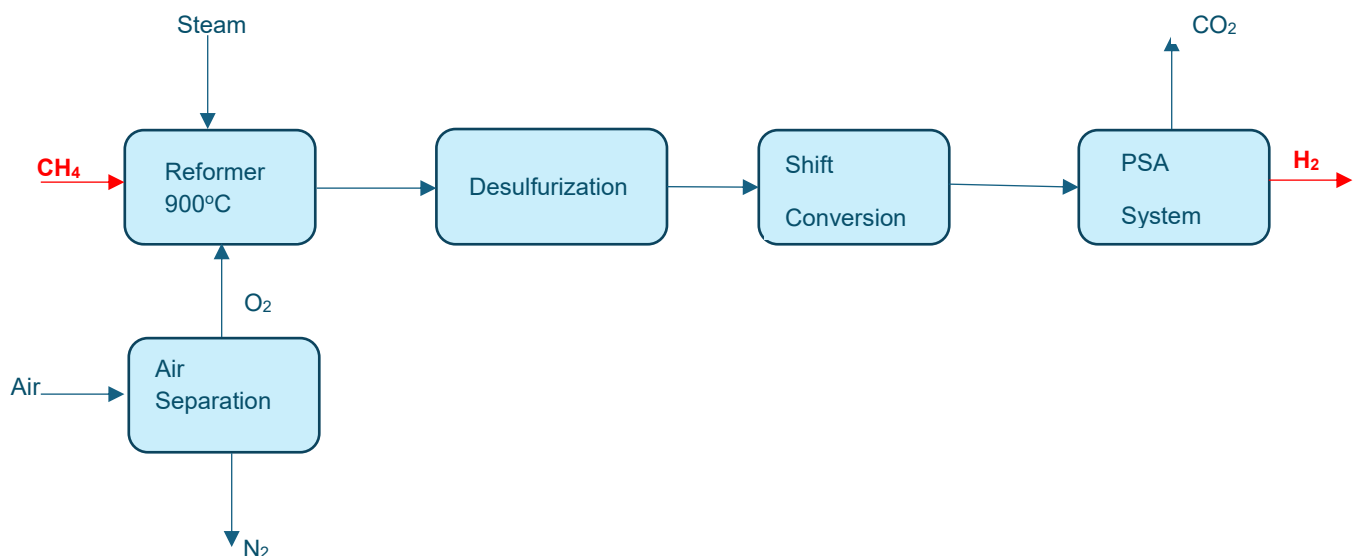 Steam
CO₂
CH₄
Reformer
900ºC
Desulfurization
Shift
Conversion
PSA
System
H₂
O₂
Air
Air
Separation
N₂